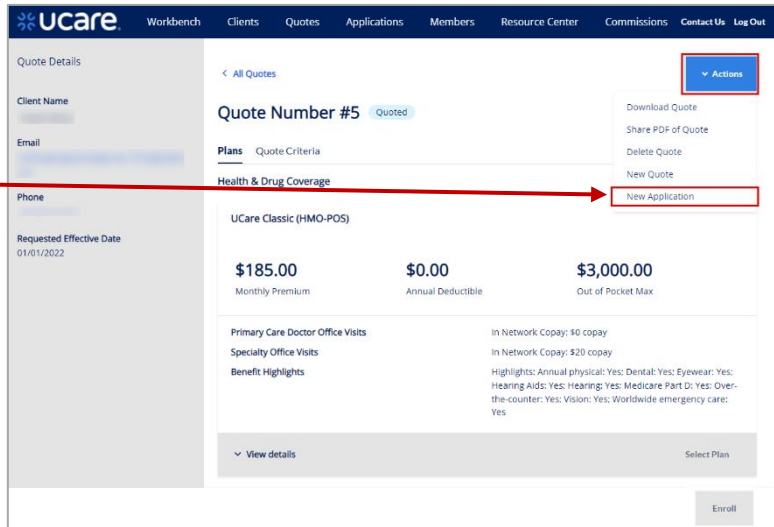 ucare. Workbench Clients Quotes Applications Members Resource Center Commissions Contact Us Log Out
Quote Details
Client Name
Email
Phone
Requested Effective Date
01/01/2022
< All Quotes
Actions
Quote Number #5 Quoted
Download Quote
Share PDF of Quote
Delete Quote
New Quote
New Application
Plans Quote Criteria
Health & Drug Coverage
UCare Classic (HMO-POS)
$185.00 $0.00 $3,000.00
Monthly Premium Annual Deductible Out of Pocket Max
Primary Care Doctor Office Visits In Network Copay: $0 copay
Specialty Office Visits In Network Copay: $20 copay
Benefit Highlights Highlights: Annual physical: Yes; Dental: Yes; Eyewear: Yes;
Hearing Aids: Yes; Hearing: Yes; Medicare Part D: Yes; Over-
the-counter: Yes; Vision: Yes; Worldwide emergency care:
Yes
View details Select Plan
Enroll